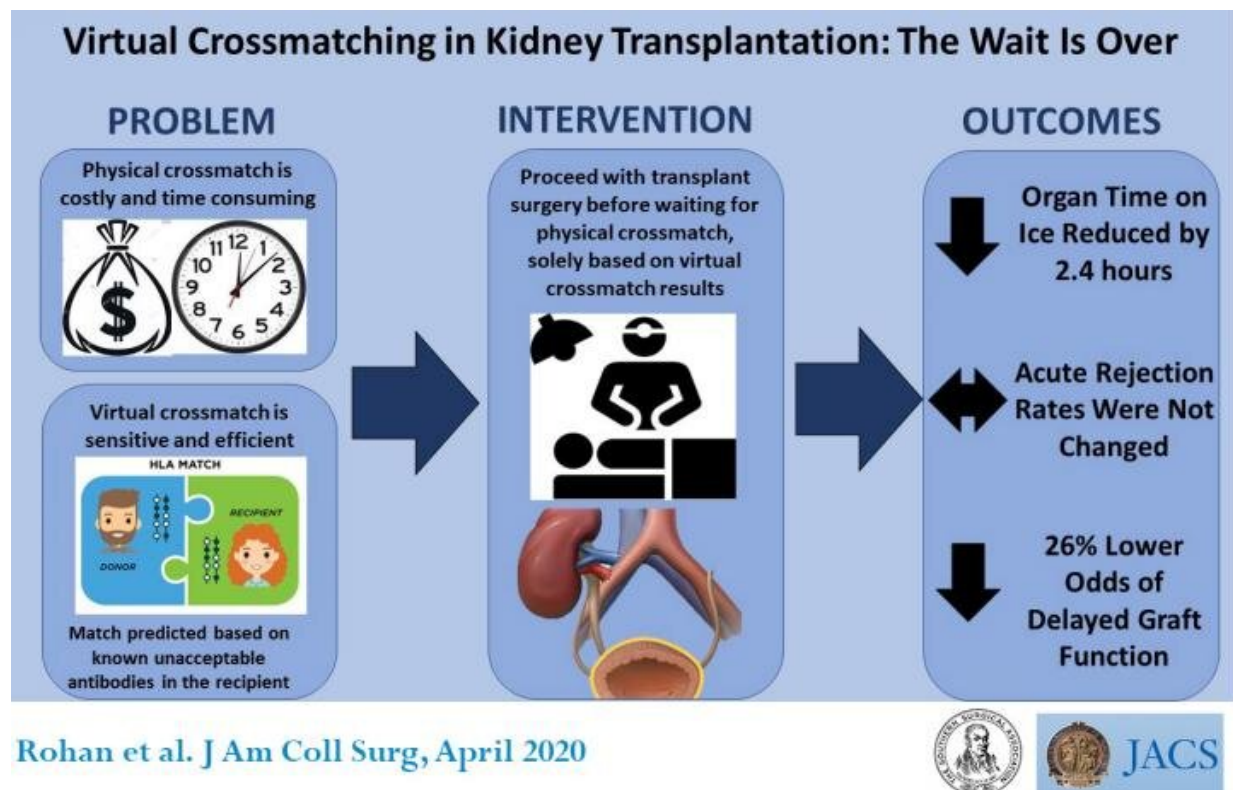 Virtual Crossmatching in Kidney Transplantation: The Wait Is Over
PROBLEM
Physical crossmatch is
costly and time consuming
$
12
1
2
3
4
5
6
7
8
9
10
11
Virtual crossmatch is
sensitive and efficient
HLA MATCH
DONOR
RECIPIENT
Match predicted based on
known unacceptable
antibodies in the recipient
INTERVENTION
Proceed with transplant
surgery before waiting for
physical crossmatch,
solely based on virtual
crossmatch results
OUTCOMES
Organ Time on
Ice Reduced by
2.4 hours
Acute Rejection
Rates Were Not
Changed
26% Lower
Odds of
Delayed Graft
Function
Rohan et al. J Am Coll Surg, April 2020
THE SOUTHERN SURGICAL ASSOCIATION
JACS